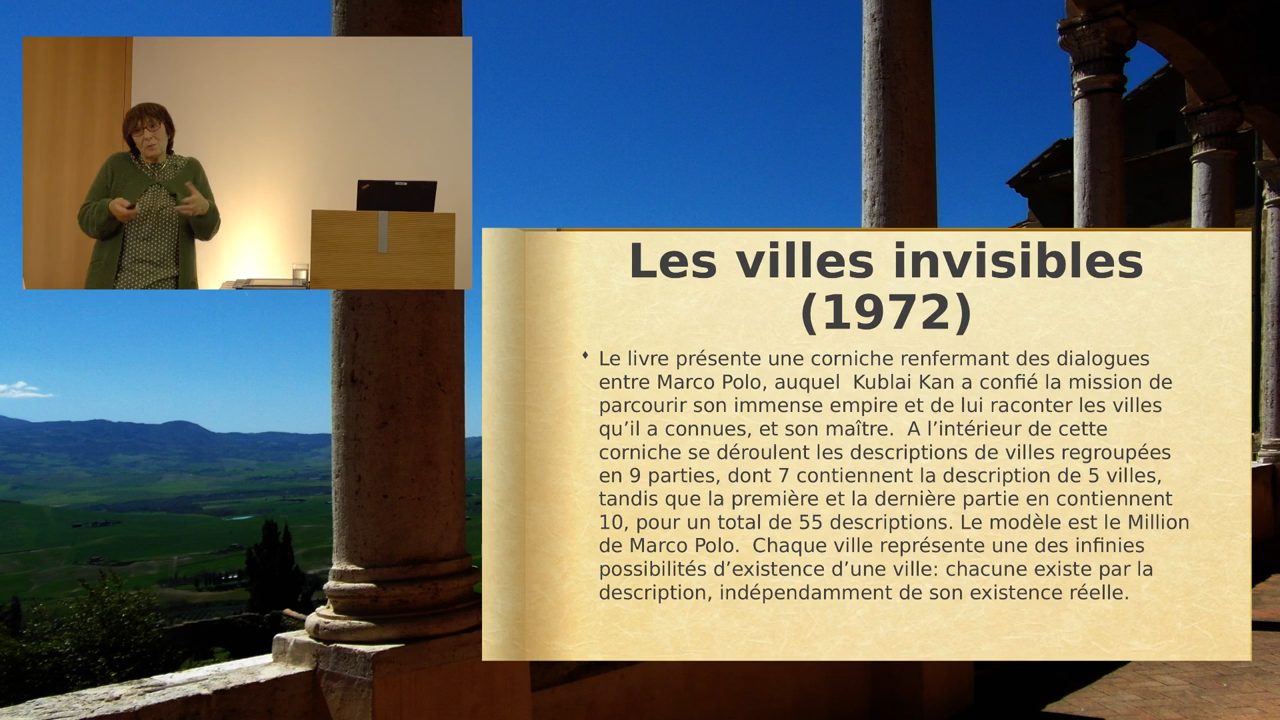 Les villes invisibles
(1972)
Le livre présente une corniche renfermant des dialogues
entre Marco Polo, auquel  Kublai Kan a confié la mission de
parcourir son immense empire et de lui raconter les villes
qu’il a connues, et son maître.  A l’intérieur de cette
corniche se déroulent les descriptions de villes regroupées
en 9 parties, dont 7 contiennent la description de 5 villes,
tandis que la première et la dernière partie en contiennent
10, pour un total de 55 descriptions. Le modèle est le Million
de Marco Polo.  Chaque ville représente une des infinies
possibilités d’existence d’une ville: chacune existe par la
description, indépendamment de son existence réelle.